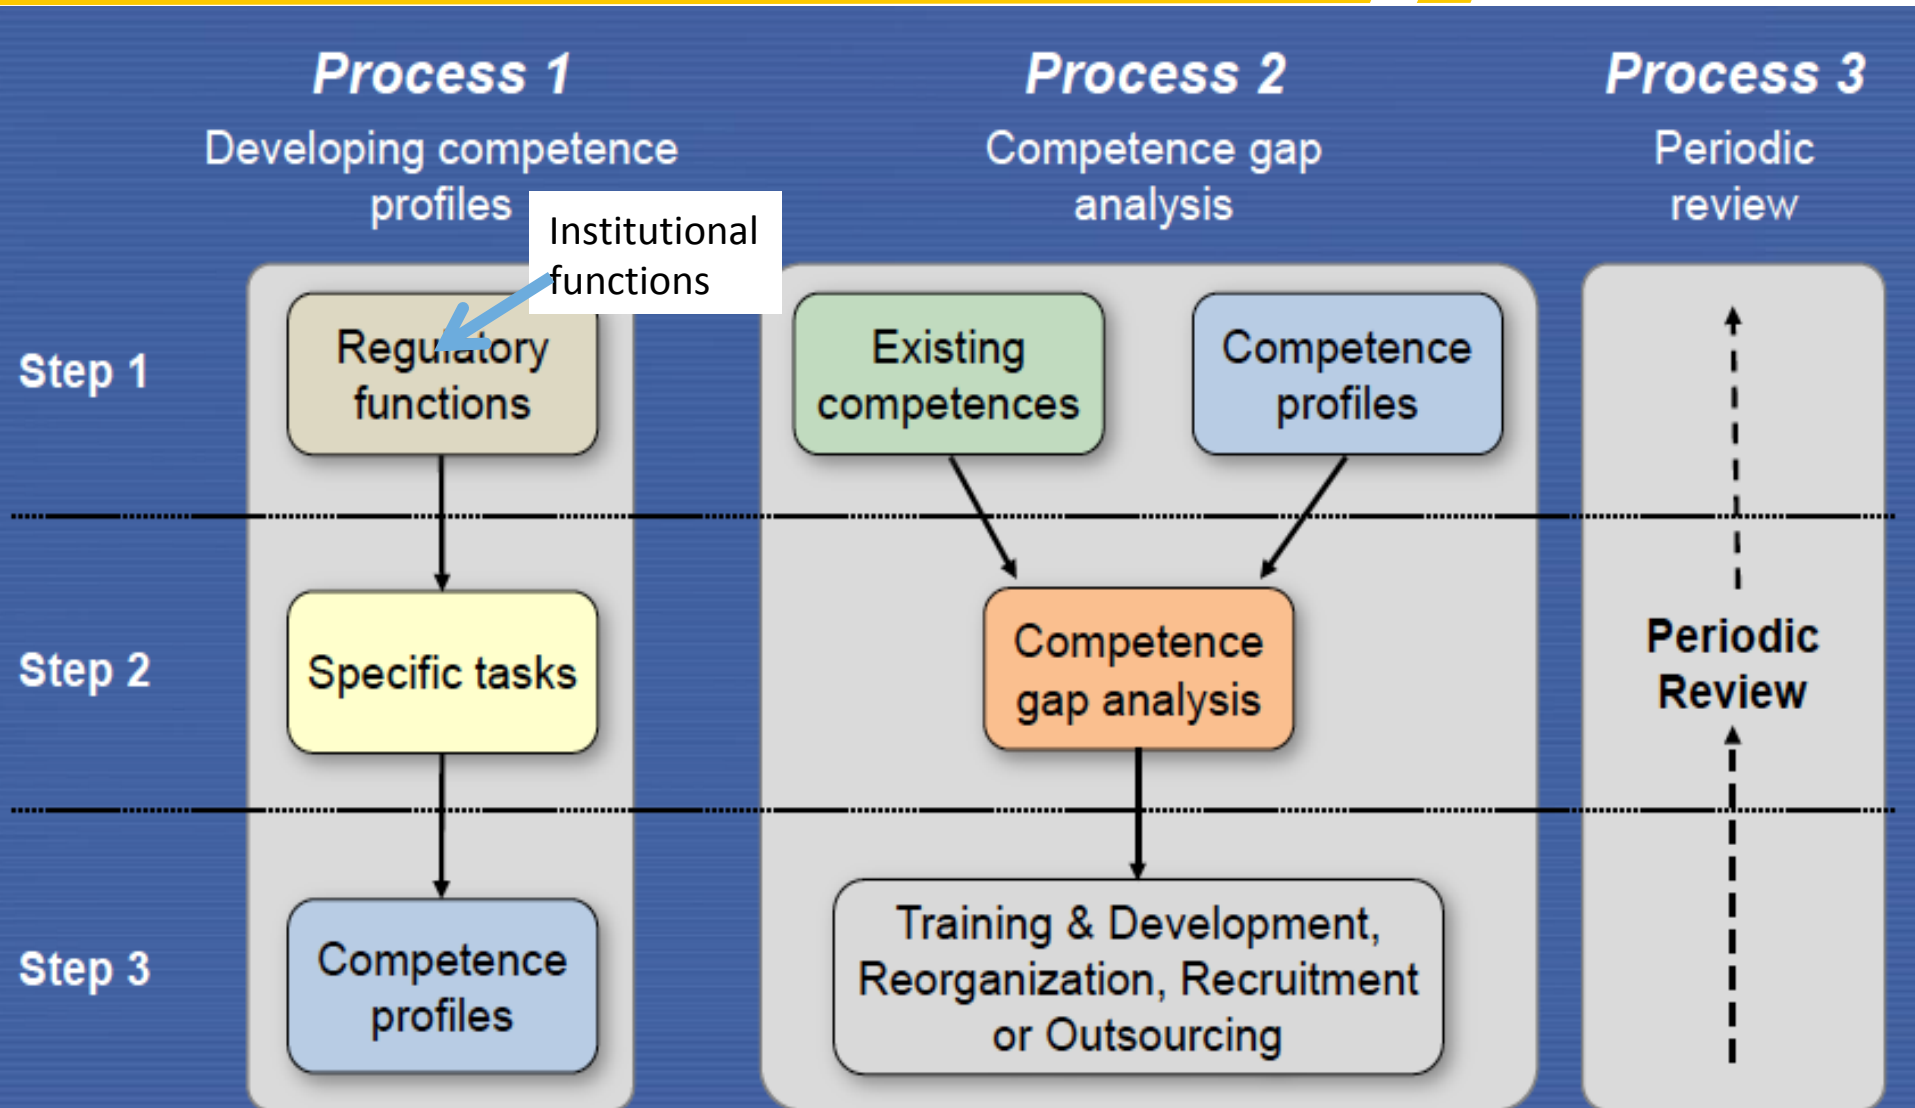 Process 1
Process 2
Process 3
Developing competence
profiles
Competence gap
analysis
Periodic
review
Institutional
functions
Step 1
Regulatory
functions
Existing
competences
Competence
profiles
Step 2
Specific tasks
Competence
gap analysis
Periodic
Review
Step 3
Competence
profiles
Training & Development,
Reorganization, Recruitment
or Outsourcing